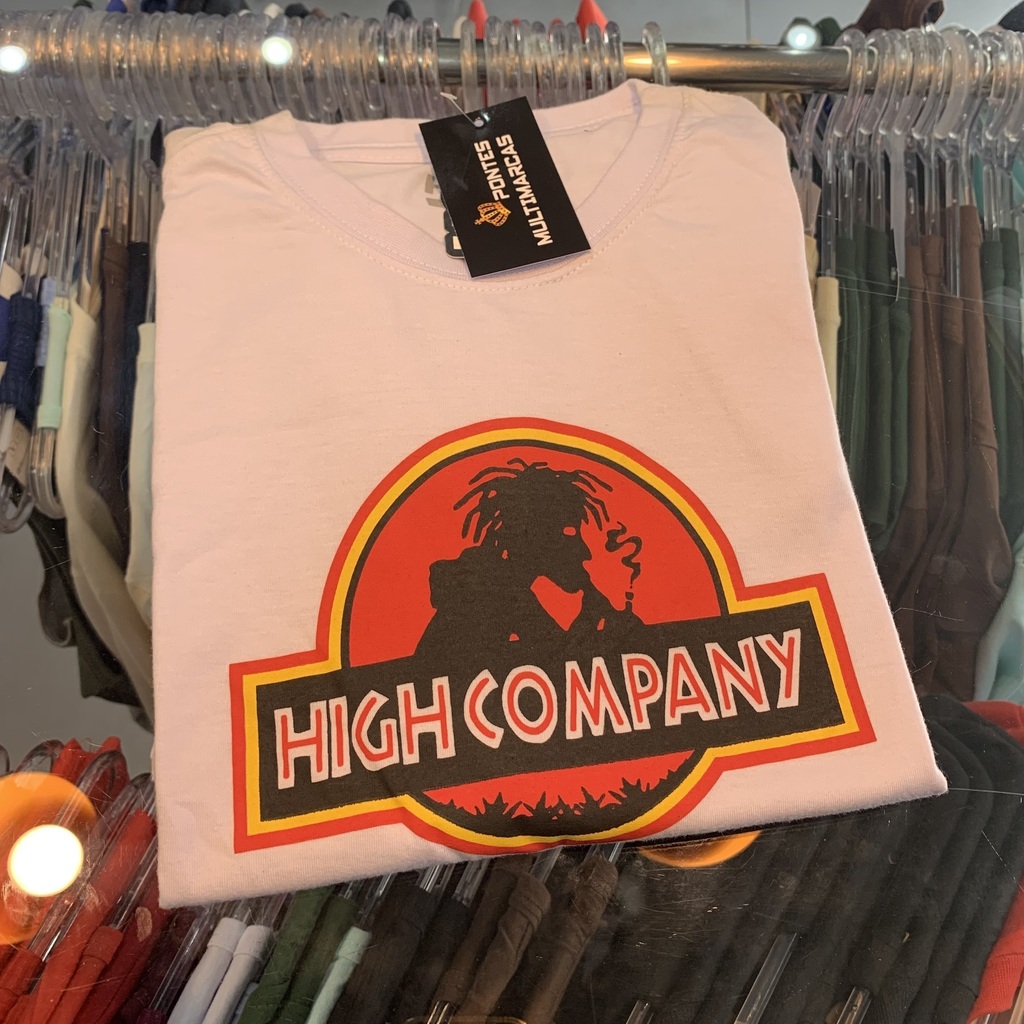 PONTES
MULTIMARCAS
HIGH COMPANY